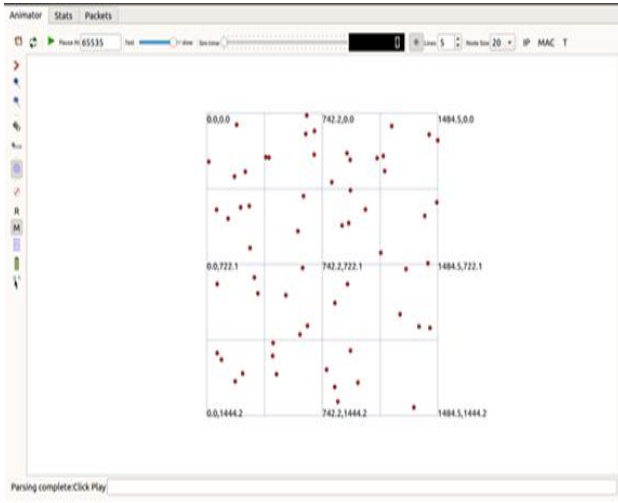 Animator Stats Packets
Pause At 65535 Fast slow Sim time 0 Lines 5 Node Size 20 IP MAC T
R
M
0.0,0.0 742.2,0.0 1484.5,0.0
0.0,722.1 742.2,722.1 1484.5,722.1
0.0,1444.2 742.2,1444.2 1484.5,1444.2
Parsing complete:Click Play